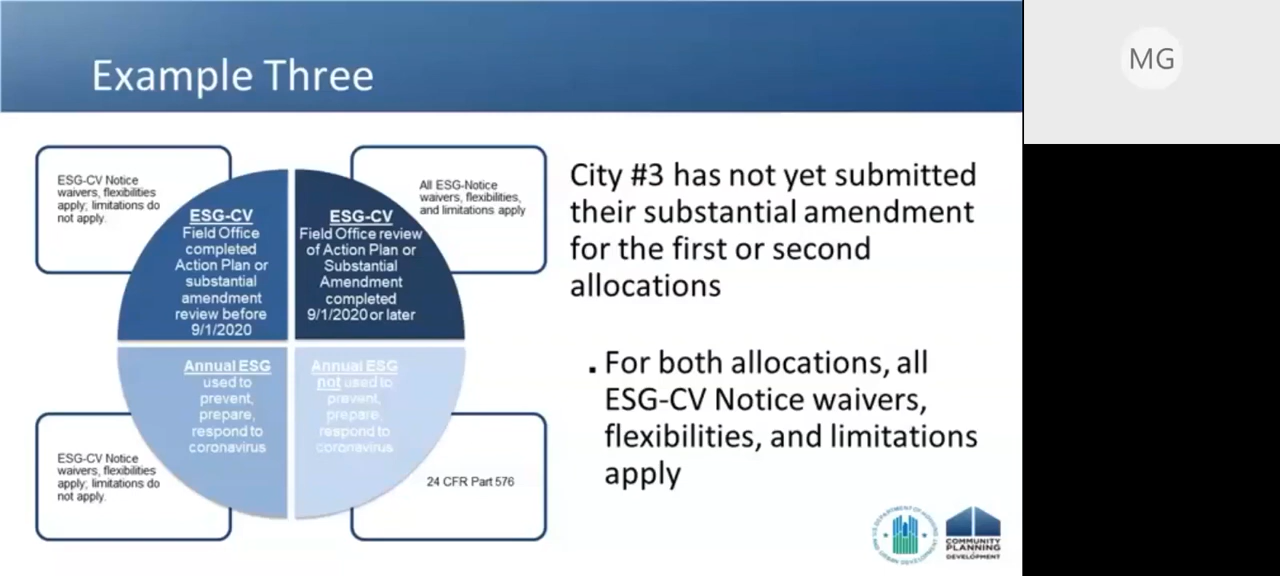 Example Three
MG
ESG-CV Notice
waivers, flexibilities
apply; limitations do
not apply.
ESG-CV
Field Office
completed
Action Plan or
substantial
amendment
review before
9/1/2020
ESG-CV
Field Office review
of Action Plan or
Substantial
Amendment
completed
9/1/2020 or later
All ESG-Notice
waivers, flexibilities,
and limitations apply
Annual ESG
used to
prevent,
prepare,
respond to
coronavirus
Annual ESG
not used to
prevent,
prepare,
respond to
coronavirus
ESG-CV Notice
waivers, flexibilities
apply; limitations do
not apply.
24 CFR Part 576
City #3 has not yet submitted
their substantial amendment
for the first or second
allocations
. For both allocations, all
ESG-CV Notice waivers,
flexibilities, and limitations
apply
COMMUNITY
PLANNING
DEVELOPMENT